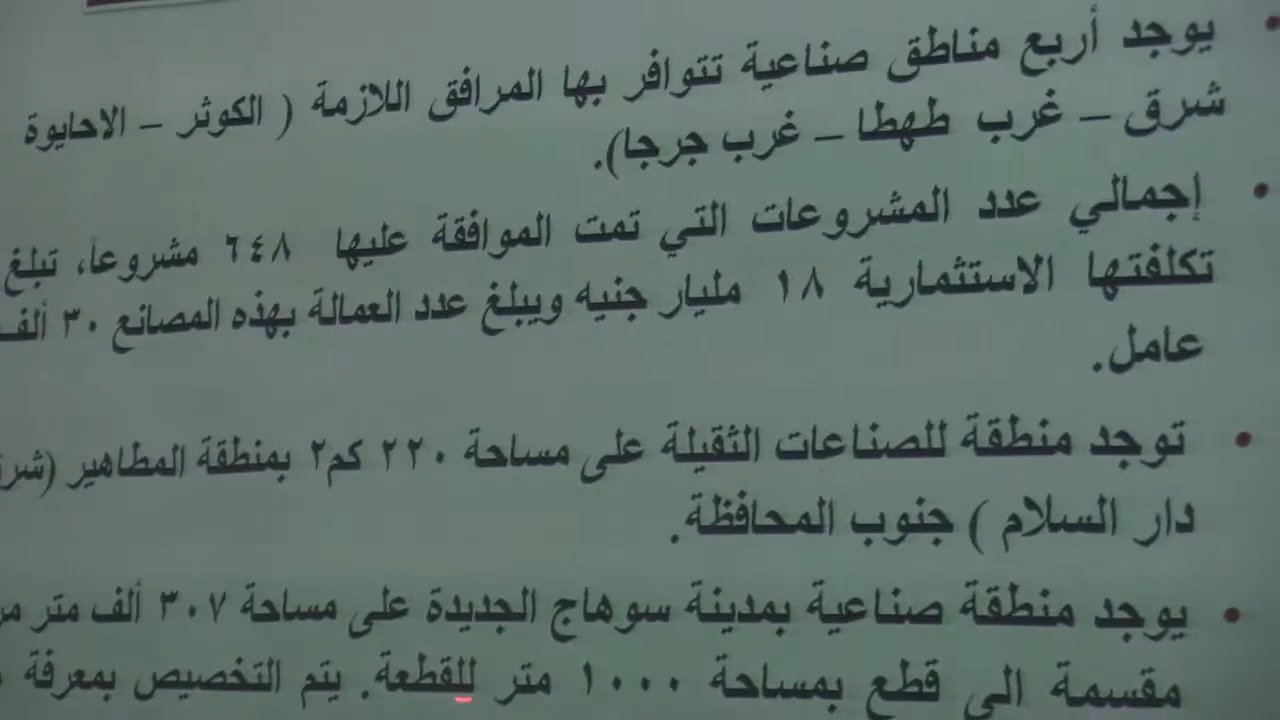 يوجد أربع مناطق صناعية تتوافر بها المرافق اللازمة ( الكوثر – الاحايوة
شرق – غرب طهطا – غرب جرجا).
إجمالي عدد المشروعات التي تمت الموافقة عليها ٦٤٨ مشروعاً، تبلغ
تكلفتها الاستثمارية ١٨ مليار جنيه ويبلغ عدد العمالة بهذه المصانع ٣٠ ألف
عامل.
توجد منطقة للصناعات الثقيلة على مساحة ٢٢٠ كم٢ بمنطقة المطاهير (شرق
دار السلام ) جنوب المحافظة.
يوجد منطقة صناعية بمدينة سوهاج الجديدة على مساحة ٣٠٧ ألف متر
مقسمة الى قطع بمساحة ١٠٠٠ متر للقطعة. يتم التخصيص بمعرفة